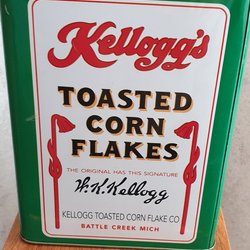 Kellogg's
TOASTED
CORN
FLAKES
THE ORIGINAL HAS THIS SIGNATURE
W.K.Kellogg
KELLOGG TOASTED CORN FLAKE CO
BATTLE CREEK MICH